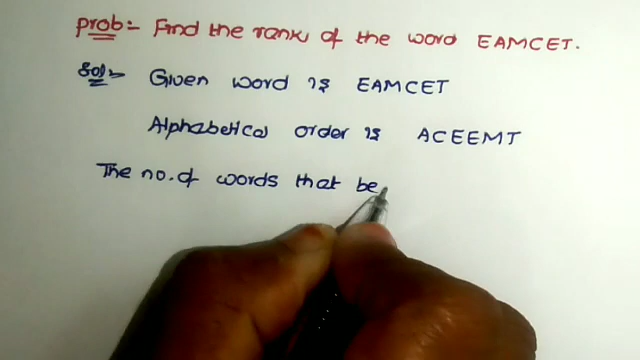 prob:- Find the rank of the word EAMCET.
Sol:- Given word is EAMCET
Alphabetical order is ACEEMT
The no. of words that be